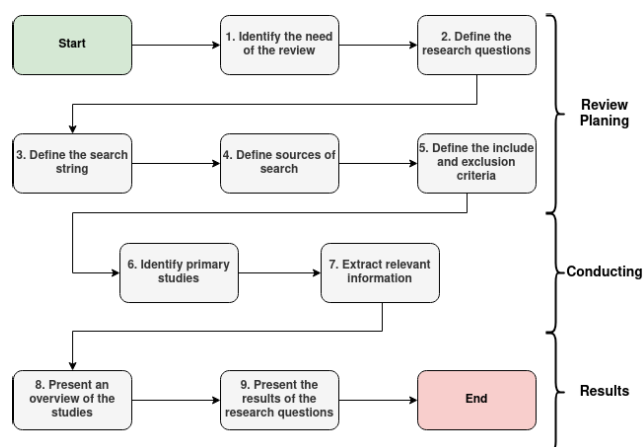 Start
1. Identify the need
of the review
2. Define the
research questions
Review
Planing
3. Define the search
string
4. Define sources of
search
5. Define the include
and exclusion
criteria
6. Identify primary
studies
7. Extract relevant
information
Conducting
8. Present an
overview of the
studies
9. Present the
results of the
research questions
End
Results